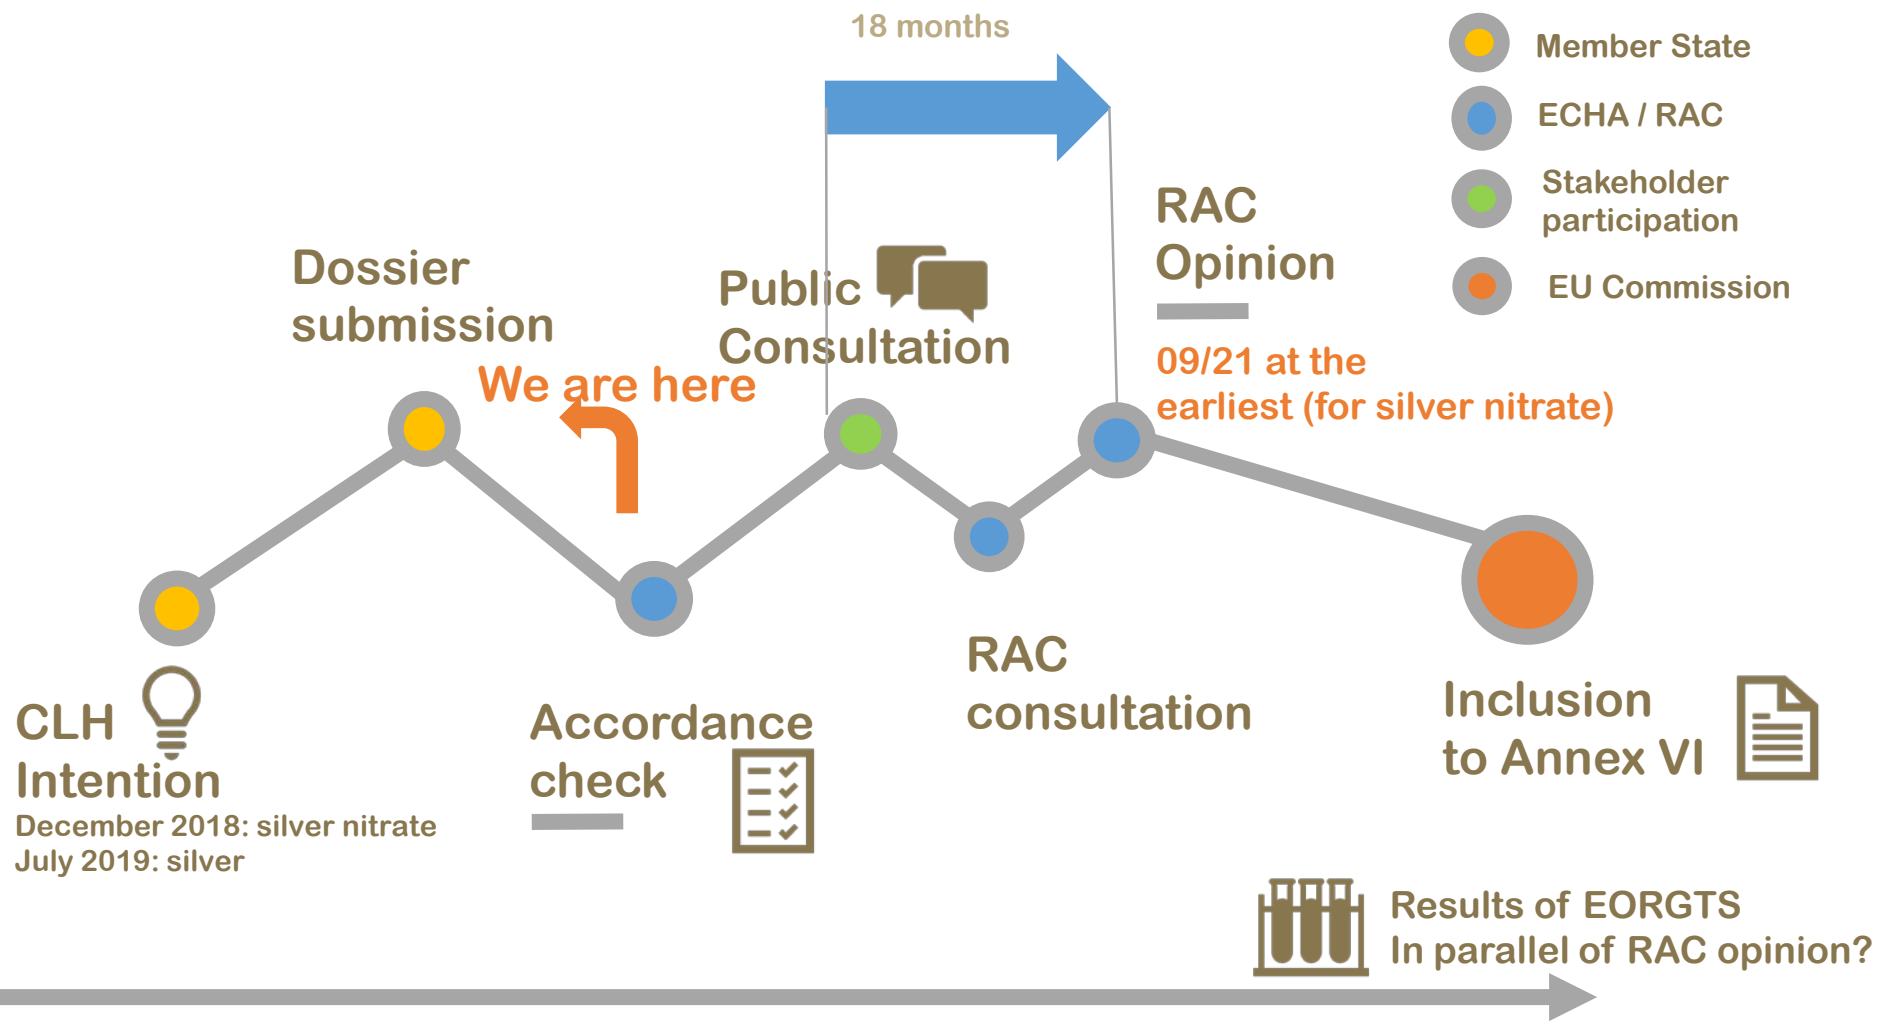 18 months
Member State
ECHA / RAC
Stakeholder
participation
EU Commission
Dossier
submission
We are here
Public
Consultation
RAC
Opinion
09/21 at the
earliest (for silver nitrate)
CLH
Intention
December 2018: silver nitrate
July 2019: silver
Accordance
check
RAC
consultation
Inclusion
to Annex VI
Results of EORGTS
In parallel of RAC opinion?